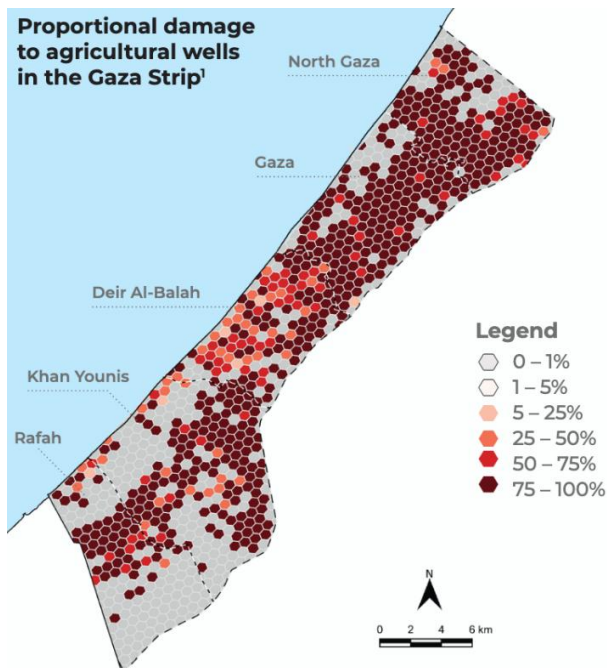 Proportional damage
to agricultural wells
in the Gaza Strip¹
North Gaza
Gaza
Deir Al-Balah
Khan Younis
Rafah
Legend
0 – 1%
1 – 5%
5 – 25%
25 – 50%
50 – 75%
75 – 100%
N
0 2 4 6 km